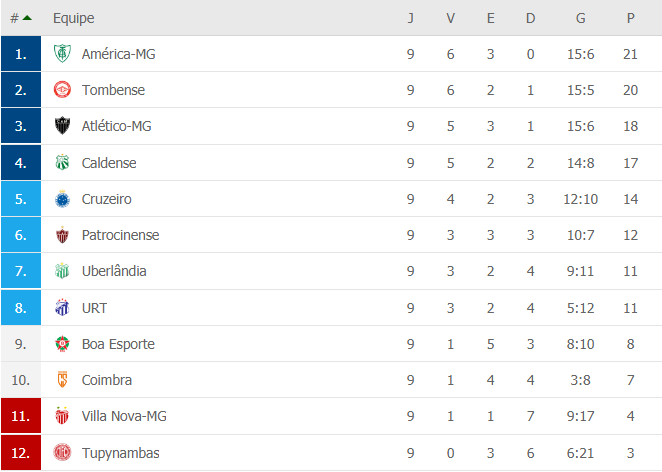 # Equipe J V E D G P
1. América-MG 9 6 3 0 15:6 21
2. Tombense 9 6 2 1 15:5 20
3. Atlético-MG 9 5 3 1 15:6 18
4. Caldense 9 5 2 2 14:8 17
5. Cruzeiro 9 4 2 3 12:10 14
6. Patrocinense 9 3 3 3 10:7 12
7. Uberlândia 9 3 2 4 9:11 11
8. URT 9 3 2 4 5:12 11
9. Boa Esporte 9 1 5 3 8:10 8
10. Coimbra 9 1 4 4 3:8 7
11. Villa Nova-MG 9 1 1 7 9:17 4
12. Tupynambas 9 0 3 6 6:21 3